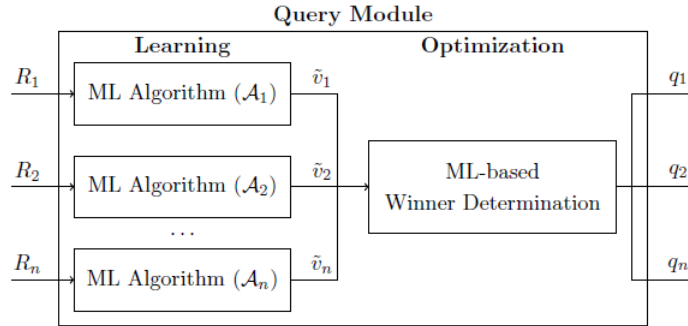 Query Module
Learning Optimization
R₁ ML Algorithm (𝒜₁) ṽ₁ q₁
R₂ ML Algorithm (𝒜₂) ṽ₂ ML-based Winner Determination q₂
...
Rₙ ML Algorithm (𝒜ₙ) ṽₙ qₙ